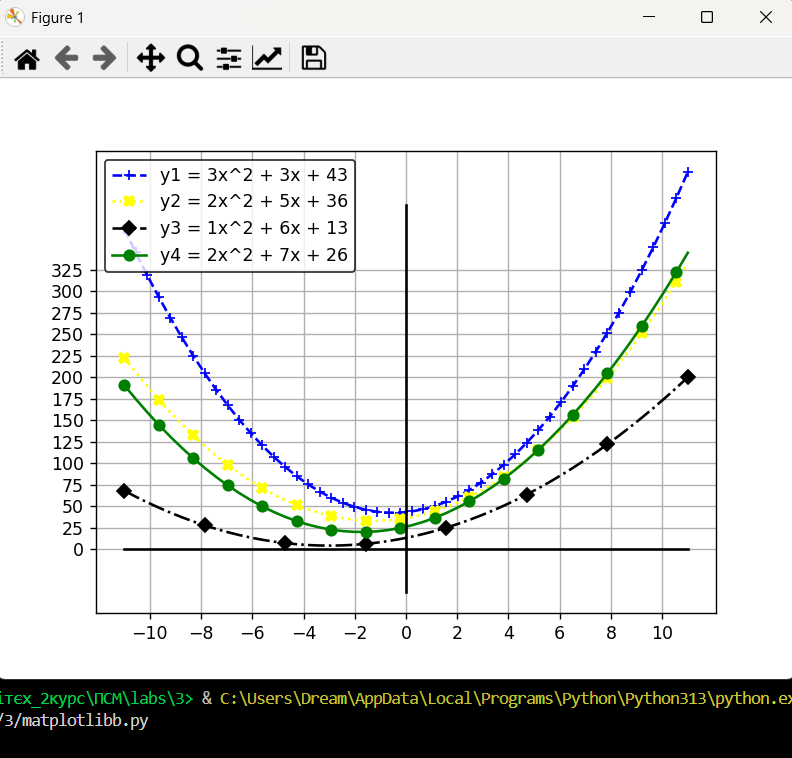 Figure 1
y1 = 3x^2 + 3x + 43
y2 = 2x^2 + 5x + 36
y3 = 1x^2 + 6x + 13
y4 = 2x^2 + 7x + 26
325
300
275
250
225
200
175
150
125
100
75
50
25
0
−10 −8 −6 −4 −2 0 2 4 6 8 10
ітех_2курс\ПСМ\labs\3> & C:\Users\Dream\AppData\Local\Programs\Python\Python313\python.ex
/3/matplotlibb.py